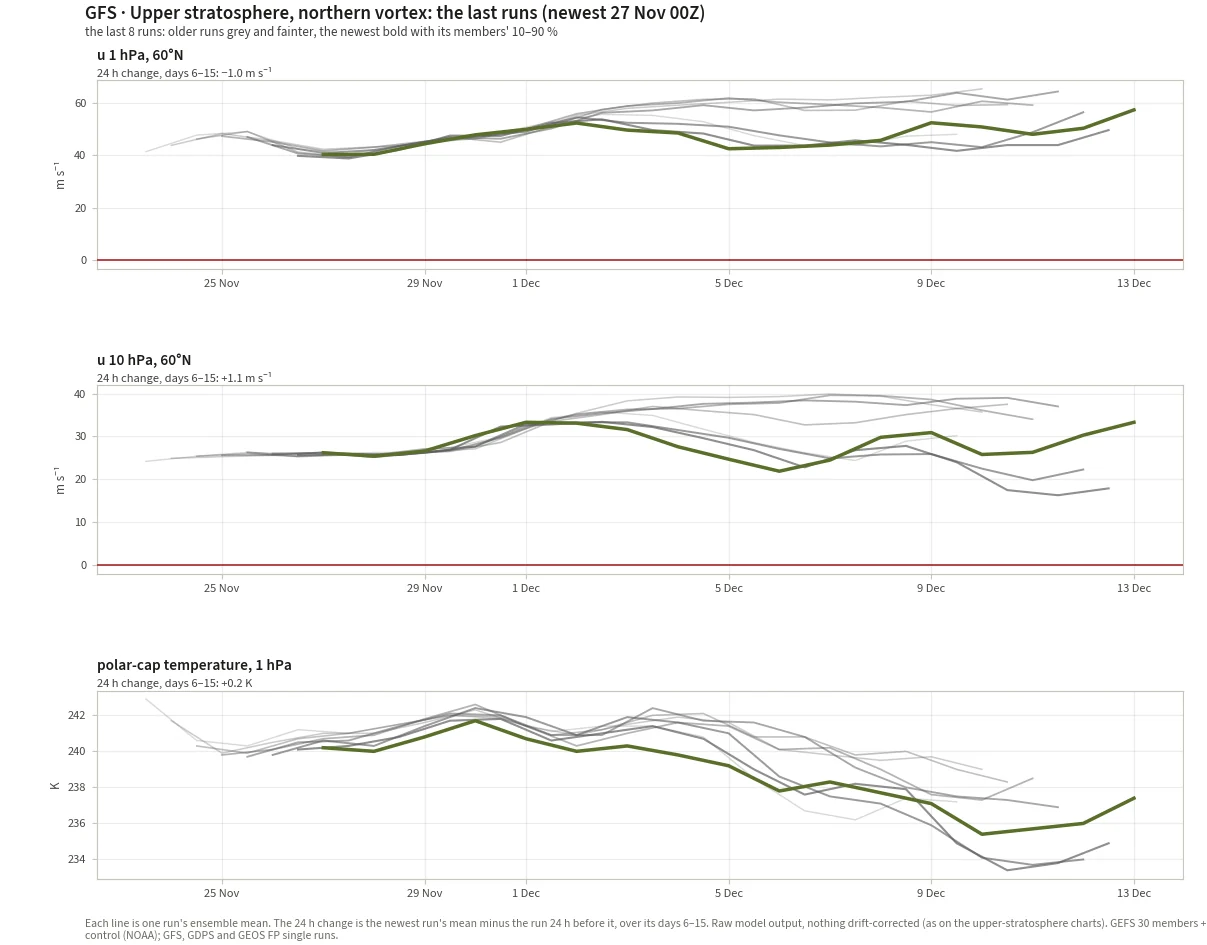 GFS · Upper stratosphere, northern vortex: the last runs (newest 27 Nov 00Z)
the last 8 runs: older runs grey and fainter, the newest bold with its members' 10–90 %
u 1 hPa, 60°N
24 h change, days 6–15: −1.0 m s⁻¹
60
40
20
0
m s⁻¹
25 Nov
29 Nov
1 Dec
5 Dec
9 Dec
13 Dec
u 10 hPa, 60°N
24 h change, days 6–15: +1.1 m s⁻¹
40
30
20
10
0
m s⁻¹
25 Nov
29 Nov
1 Dec
5 Dec
9 Dec
13 Dec
polar-cap temperature, 1 hPa
24 h change, days 6–15: +0.2 K
242
240
238
236
234
K
25 Nov
29 Nov
1 Dec
5 Dec
9 Dec
13 Dec
Each line is one run's ensemble mean. The 24 h change is the newest run's mean minus the run 24 h before it, over its days 6–15. Raw model output, nothing drift-corrected (as on the upper-stratosphere charts). GEFS 30 members +
control (NOAA); GFS, GDPS and GEOS FP single runs.